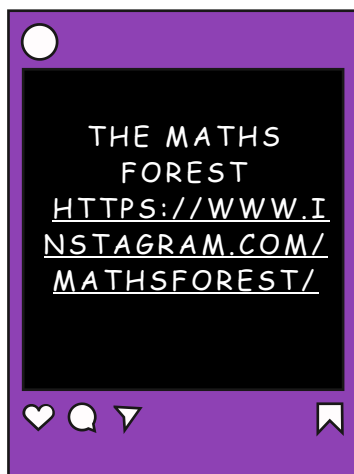 THE MATHS
FOREST
HTTPS://WWW.I
NSTAGRAM.COM/
MATHSFOREST/